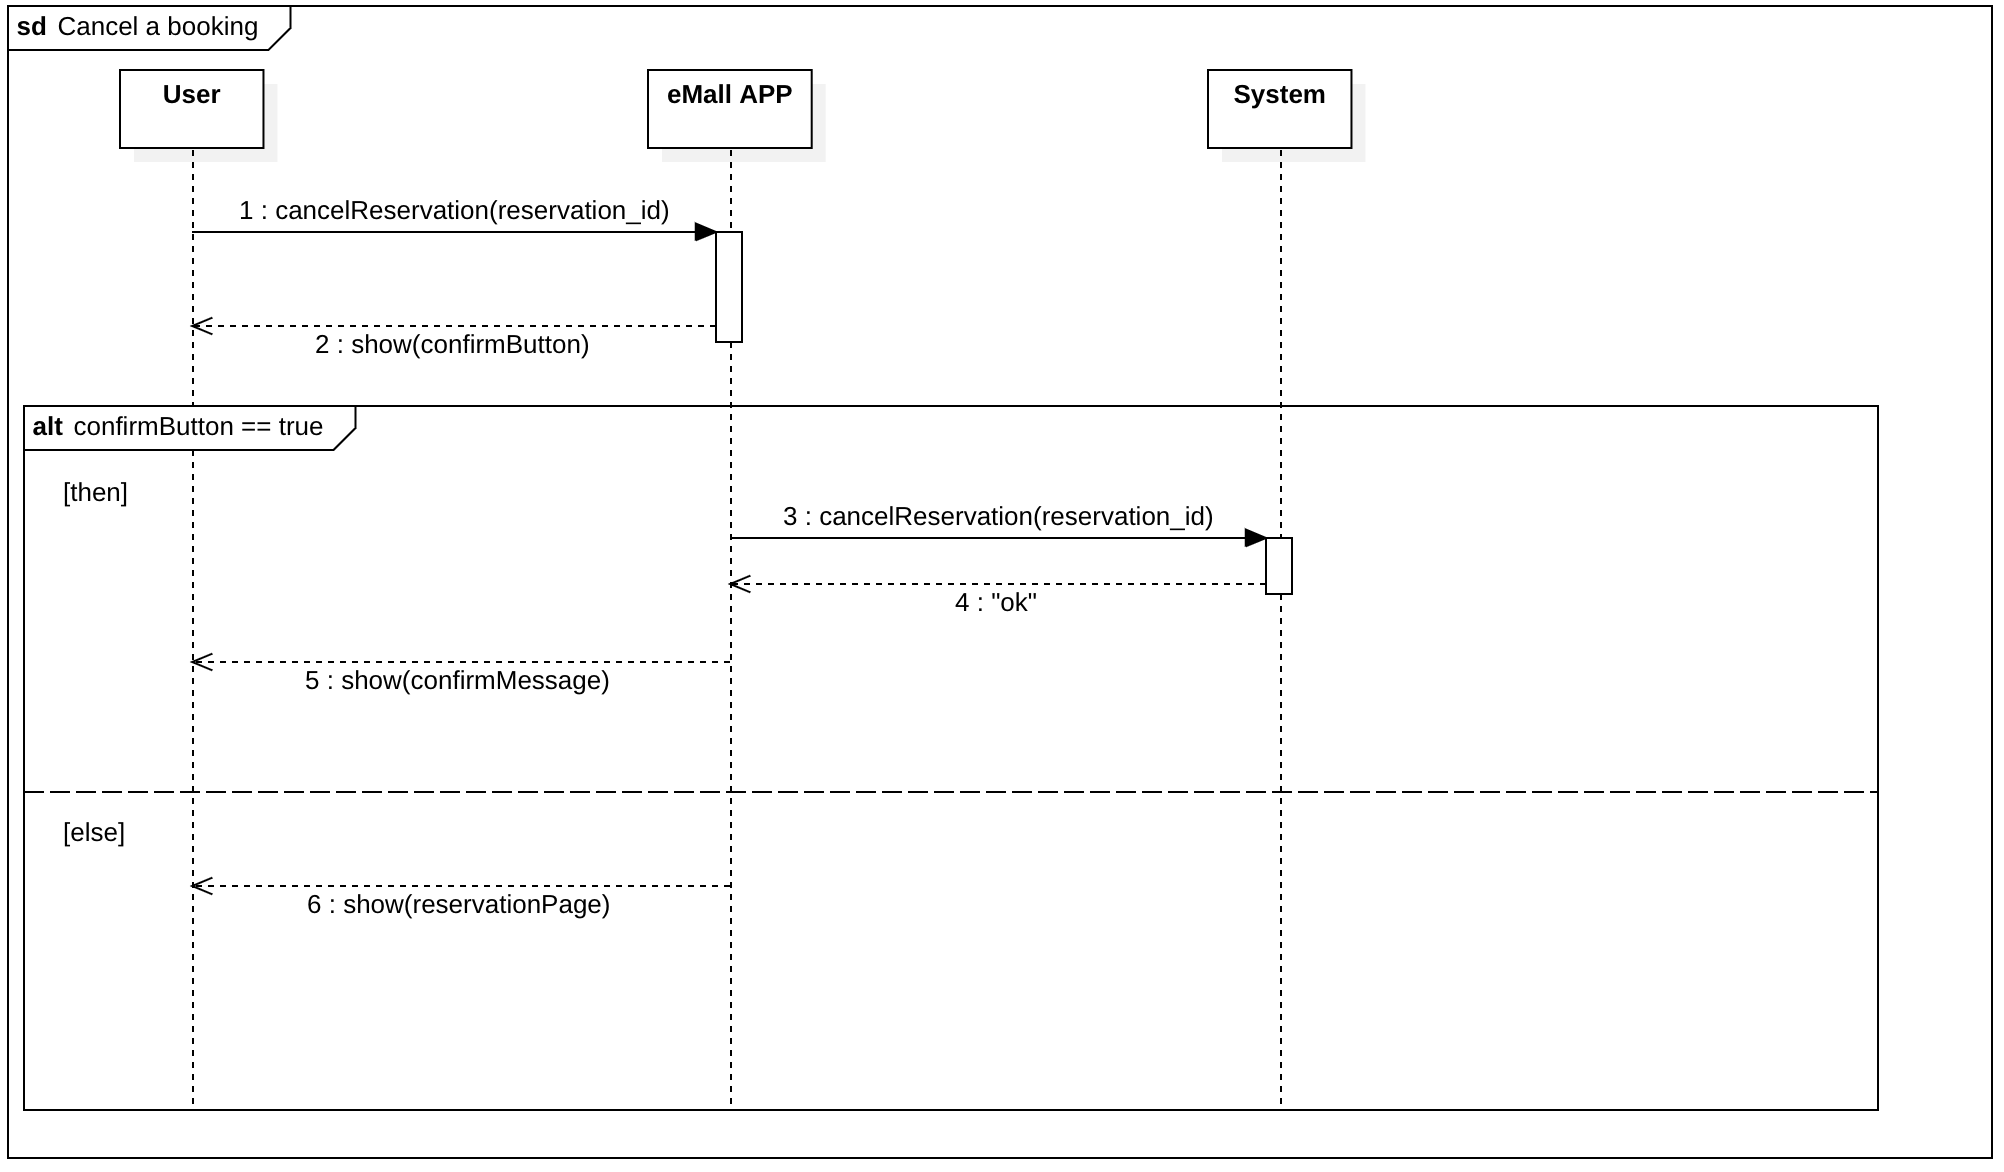 sd Cancel a booking
User
eMall APP
System
1 : cancelReservation(reservation_id)
2 : show(confirmButton)
alt confirmButton == true
[then]
3 : cancelReservation(reservation_id)
4 : "ok"
5 : show(confirmMessage)
[else]
6 : show(reservationPage)